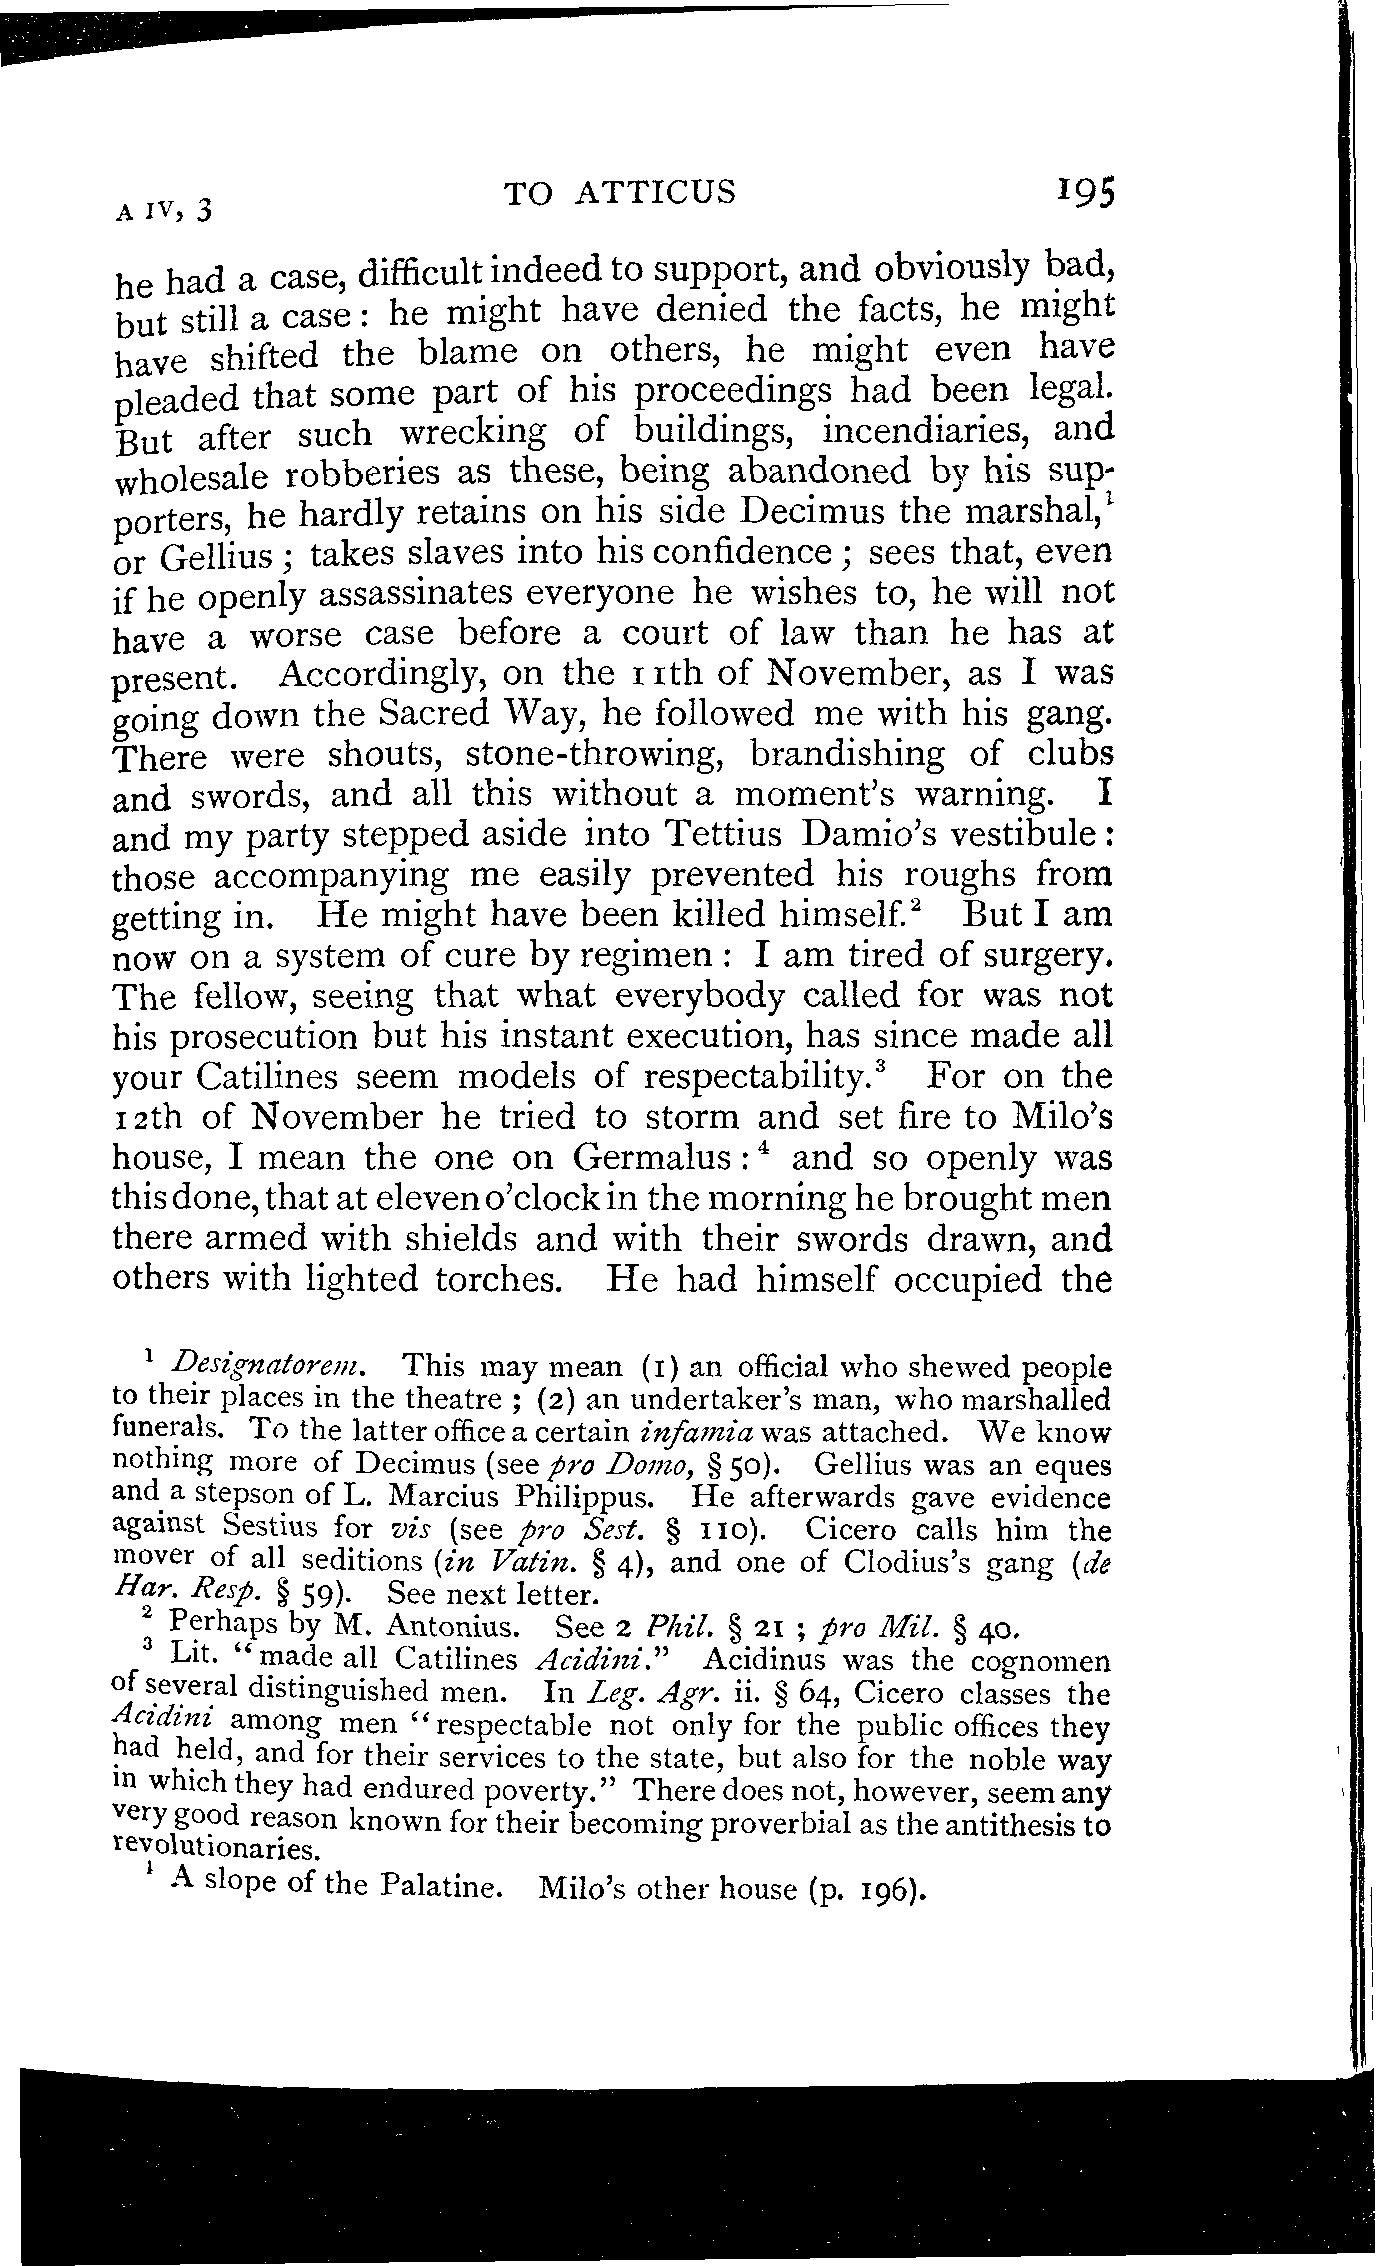 A IV, 3 TO ATTICUS 195
he had a case, difficult indeed to support, and obviously bad,
but still a case : he might have denied the facts, he might
have shifted the blame on others, he might even have
pleaded that some part of his proceedings had been legal.
But after such wrecking of buildings, incendiaries, and
wholesale robberies as these, being abandoned by his sup-
porters, he hardly retains on his side Decimus the marshal,¹
or Gellius ; takes slaves into his confidence ; sees that, even
if he openly assassinates everyone he wishes to, he will not
have a worse case before a court of law than he has at
present. Accordingly, on the 11th of November, as I was
going down the Sacred Way, he followed me with his gang.
There were shouts, stone-throwing, brandishing of clubs
and swords, and all this without a moment's warning. I
and my party stepped aside into Tettius Damio's vestibule :
those accompanying me easily prevented his roughs from
getting in. He might have been killed himself.² But I am
now on a system of cure by regimen : I am tired of surgery.
The fellow, seeing that what everybody called for was not
his prosecution but his instant execution, has since made all
your Catilines seem models of respectability.³ For on the
12th of November he tried to storm and set fire to Milo's
house, I mean the one on Germalus :⁴ and so openly was
this done, that at eleven o'clock in the morning he brought men
there armed with shields and with their swords drawn, and
others with lighted torches. He had himself occupied the
¹ Designatorem. This may mean (1) an official who shewed people
to their places in the theatre ; (2) an undertaker's man, who marshalled
funerals. To the latter office a certain infamia was attached. We know
nothing more of Decimus (see pro Domo, § 50). Gellius was an eques
and a stepson of L. Marcius Philippus. He afterwards gave evidence
against Sestius for vis (see pro Sest. § 110). Cicero calls him the
mover of all seditions (in Vatin. § 4), and one of Clodius's gang (de
Har. Resp. § 59). See next letter.
² Perhaps by M. Antonius. See 2 Phil. § 21 ; pro Mil. § 40.
³ Lit. "made all Catilines Acidini." Acidinus was the cognomen
of several distinguished men. In Leg. Agr. ii. § 64, Cicero classes the
Acidini among men "respectable not only for the public offices they
had held, and for their services to the state, but also for the noble way
in which they had endured poverty." There does not, however, seem any
very good reason known for their becoming proverbial as the antithesis to
revolutionaries.
¹ A slope of the Palatine. Milo's other house (p. 196).